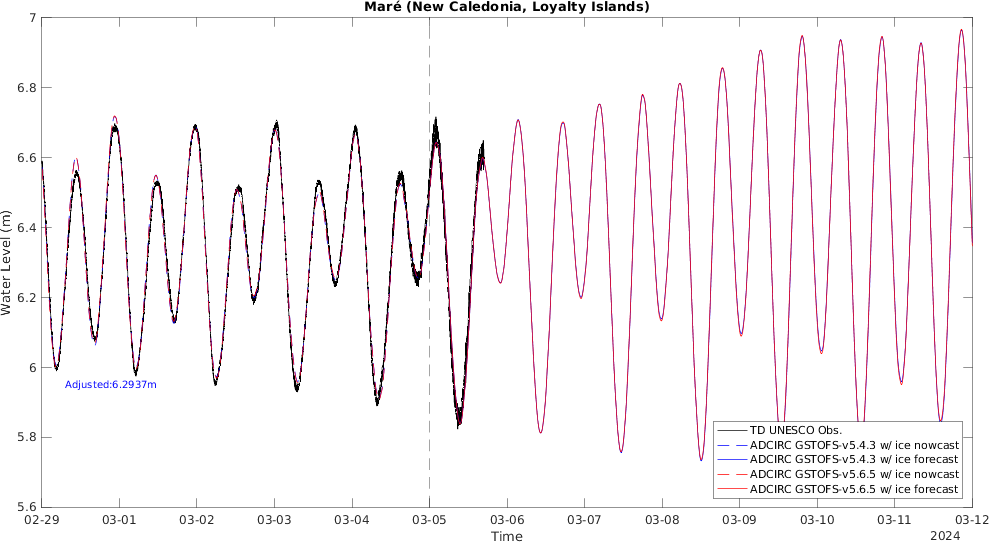 Maré (New Caledonia, Loyalty Islands)
7
6.8
6.6
6.4
6.2
6
5.8
5.6
Water Level (m)
Adjusted:6.2937m
TD UNESCO Obs.
ADCIRC GSTOFS-v5.4.3 w/ ice nowcast
ADCIRC GSTOFS-v5.4.3 w/ ice forecast
ADCIRC GSTOFS-v5.6.5 w/ ice nowcast
ADCIRC GSTOFS-v5.6.5 w/ ice forecast
02-29 03-01 03-02 03-03 03-04 03-05 03-06 03-07 03-08 03-09 03-10 03-11 03-12
Time
2024